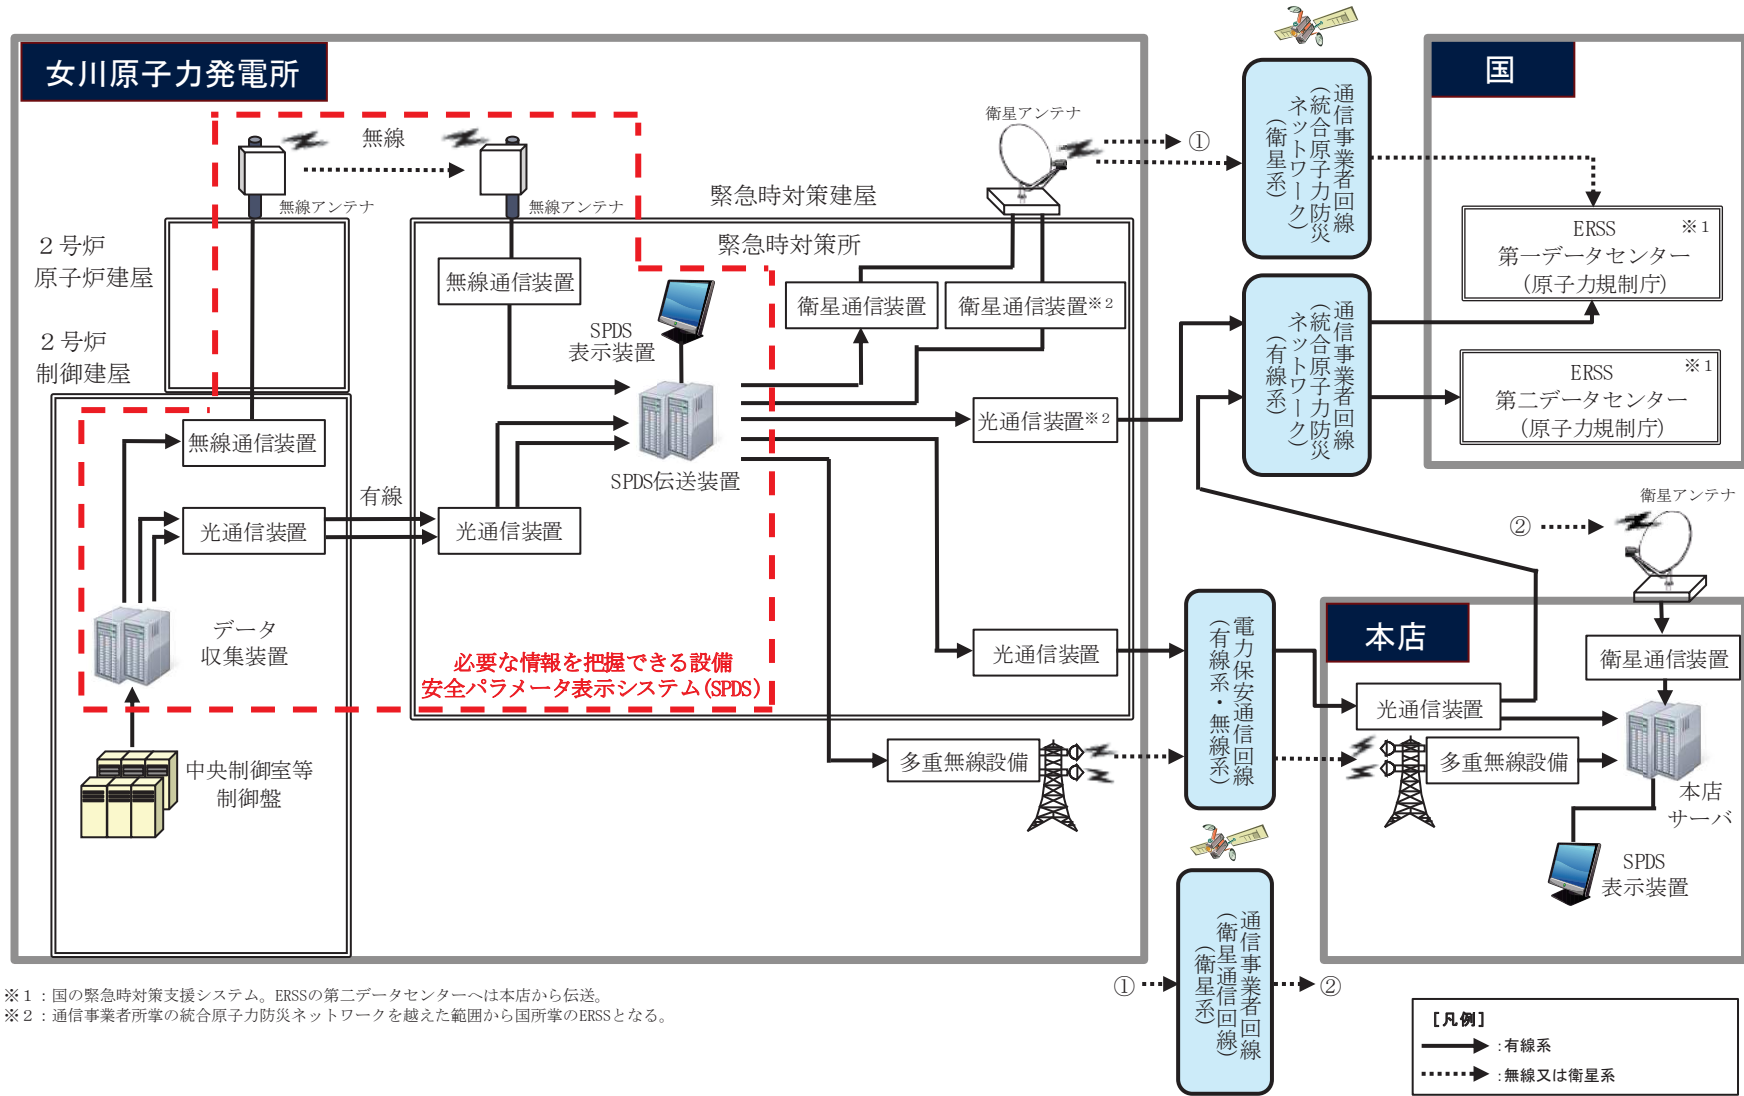 女川原子力発電所
国
無線
無線アンテナ
無線アンテナ
衛星アンテナ
①
通信事業者回線
(統合原子力防災
ネットワーク)
(衛星系)
緊急時対策建屋
緊急時対策所
2号炉
原子炉建屋
2号炉
制御建屋
無線通信装置
SPDS
表示装置
衛星通信装置
衛星通信装置※2
ERSS ※1
第一データセンター
(原子力規制庁)
通信事業者回線
(統合原子力防災
ネットワーク)
(有線系)
ERSS ※1
第二データセンター
(原子力規制庁)
無線通信装置
SPDS伝送装置
光通信装置※2
有線
光通信装置
光通信装置
衛星アンテナ
②
データ
収集装置
必要な情報を把握できる設備
安全パラメータ表示システム(SPDS)
光通信装置
電力保安通信回線
(有線系・無線系)
本店
衛星通信装置
光通信装置
中央制御室等
制御盤
多重無線設備
多重無線設備
本店
サーバ
SPDS
表示装置
①
通信事業者回線
(衛星通信回線)
(衛星系)
②
※1:国の緊急時対策支援システム。ERSSの第二データセンターへは本店から伝送。
※2:通信事業者所掌の統合原子力防災ネットワークを越えた範囲から国所掌のERSSとなる。
[凡例]
:有線系
:無線又は衛星系